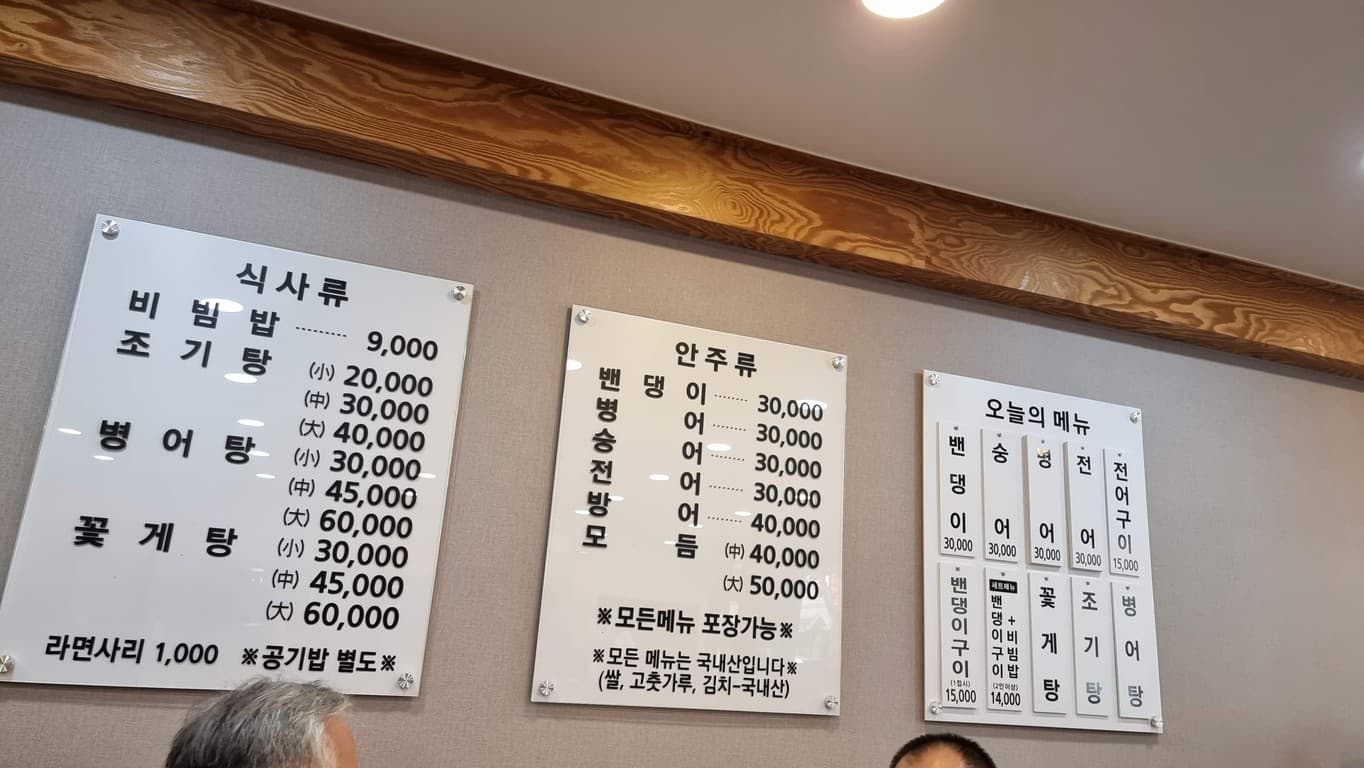 식사류
비빔밥 ········· 9,000
조기탕 (小) 20,000
(中) 30,000
(大) 40,000
병어탕 (小) 30,000
(中) 45,000
(大) 60,000
꽃게탕 (小) 30,000
(中) 45,000
(大) 60,000
라면사리 1,000 ※공기밥 별도※
안주류
밴댕이 ······ 30,000
병어 ······ 30,000
숭어 ······ 30,000
전어 ······ 30,000
방어 ······ 40,000
모듬 (中) 40,000
(大) 50,000
※모든메뉴 포장가능※
※모든 메뉴는 국내산입니다※
(쌀, 고춧가루, 김치-국내산)
오늘의 메뉴
밴댕이 30,000
숭어 30,000
병어 30,000
전어 30,000
전어구이 15,000
밴댕이구이 (1접시) 15,000
세트메뉴 밴댕이구이+비빔밥 (2인이상) 14,000
꽃게탕
조기탕
병어탕